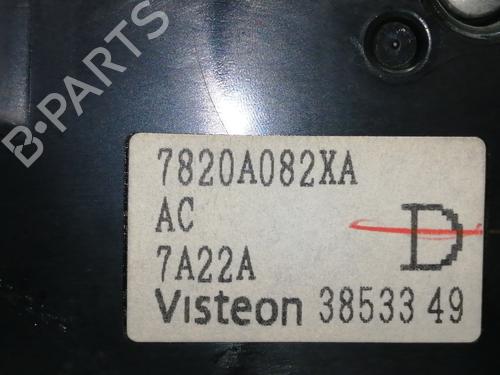 B-PARTS
7820A082XA
AC
D
7A22A
Visteon 38533 49